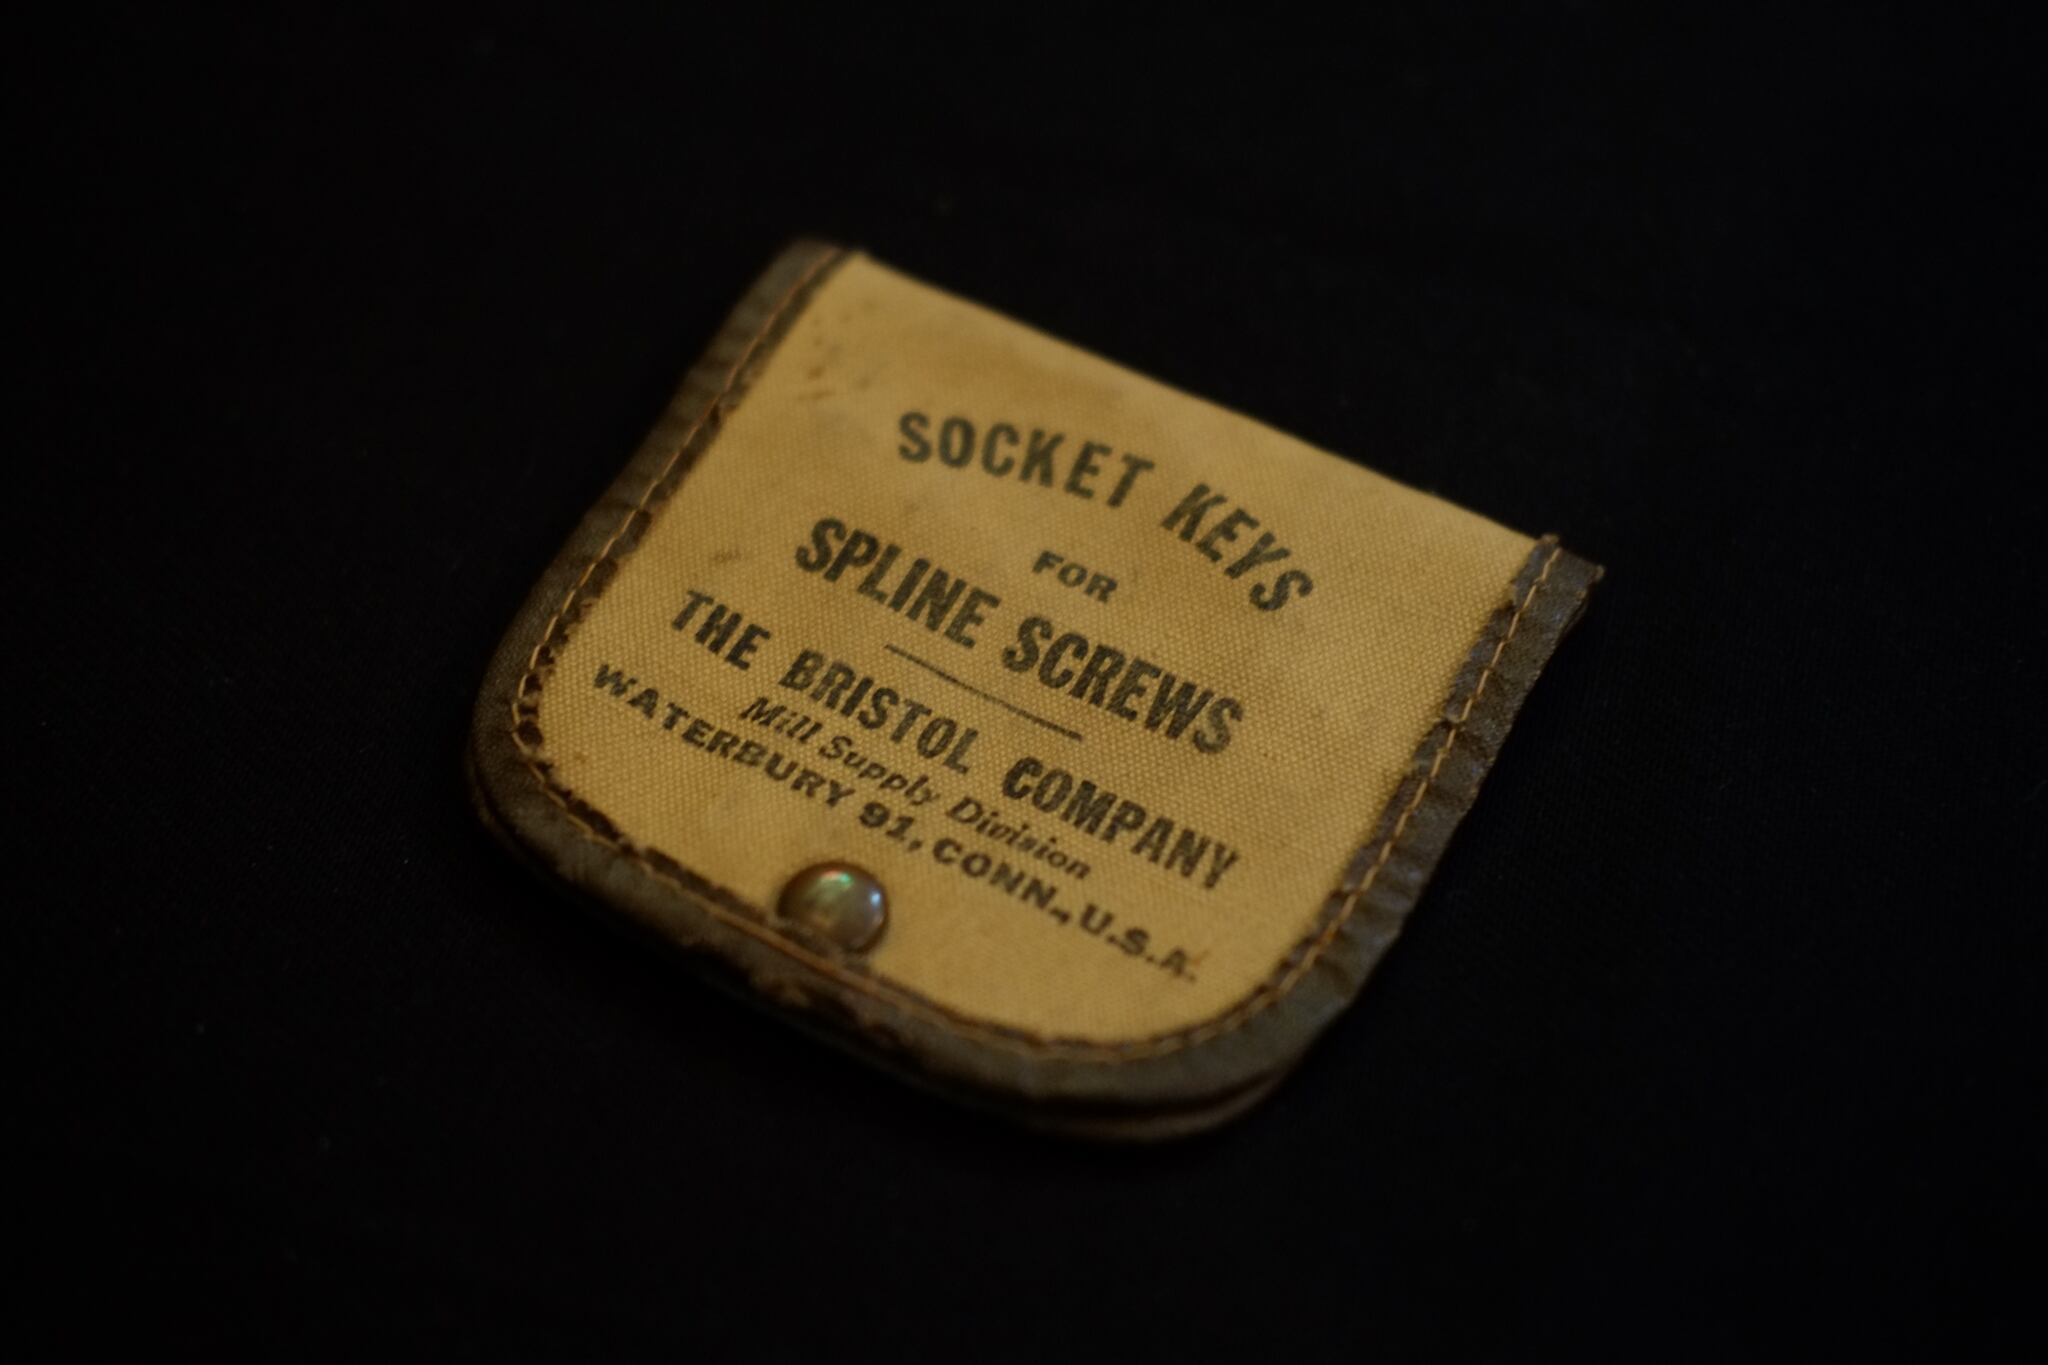 SOCKET KEYS
FOR
SPLINE SCREWS
THE BRISTOL COMPANY
Mill Supply Division
WATERBURY 91, CONN., U.S.A.